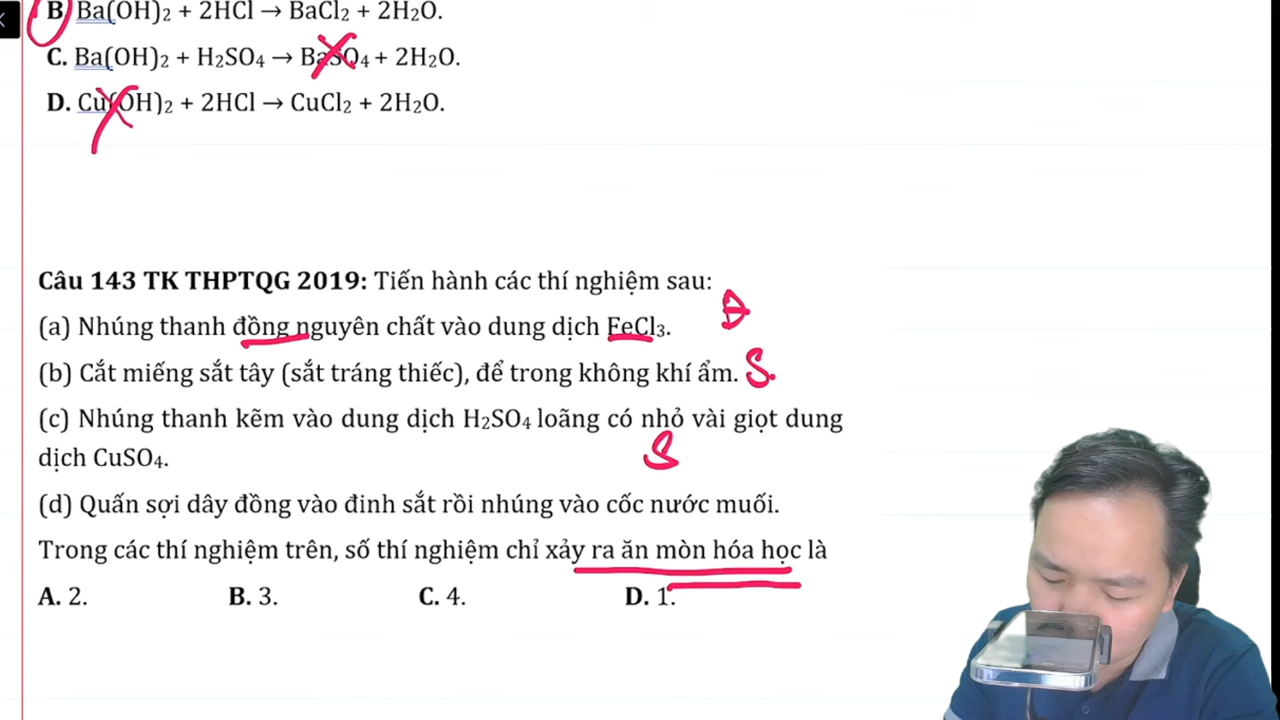 B. Ba(OH)₂ + 2HCl → BaCl₂ + 2H₂O.
C. Ba(OH)₂ + H₂SO₄ → BaSO₄ + 2H₂O.
D. Cu(OH)₂ + 2HCl → CuCl₂ + 2H₂O.
Câu 143 TK THPTQG 2019: Tiến hành các thí nghiệm sau:
(a) Nhúng thanh đồng nguyên chất vào dung dịch FeCl₃. Đ
(b) Cắt miếng sắt tây (sắt tráng thiếc), để trong không khí ẩm. S.
(c) Nhúng thanh kẽm vào dung dịch H₂SO₄ loãng có nhỏ vài giọt dung
dịch CuSO₄. S
(d) Quấn sợi dây đồng vào đinh sắt rồi nhúng vào cốc nước muối.
Trong các thí nghiệm trên, số thí nghiệm chỉ xảy ra ăn mòn hóa học là
A. 2. B. 3. C. 4. D. 1.